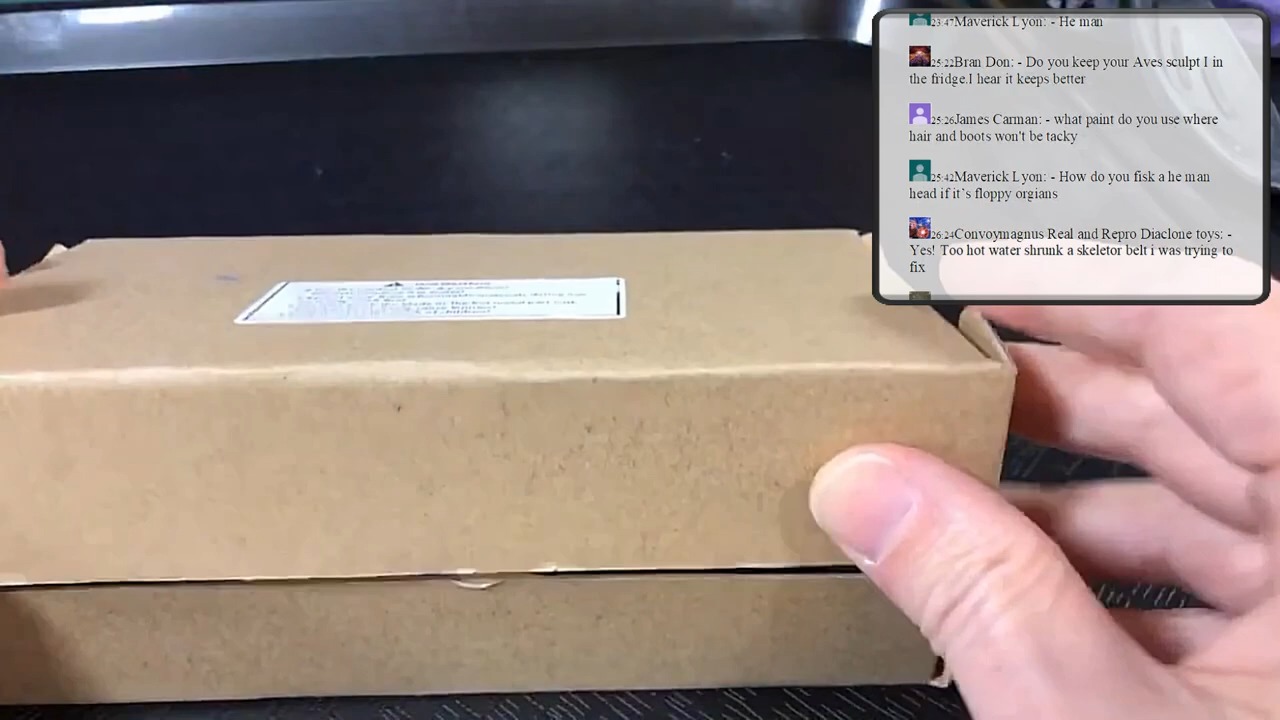 23:47Maverick Lyon: - He man
25:22Bran Don: - Do you keep your Aves sculpt I in
the fridge.I hear it keeps better
25:26James Carman: - what paint do you use where
hair and boots won't be tacky
25:42Maverick Lyon: - How do you fisk a he man
head if it’s floppy orgians
26:24Convoymagnus Real and Repro Diaclone toys: -
Yes! Too hot water shrunk a skeletor belt i was trying to
fix